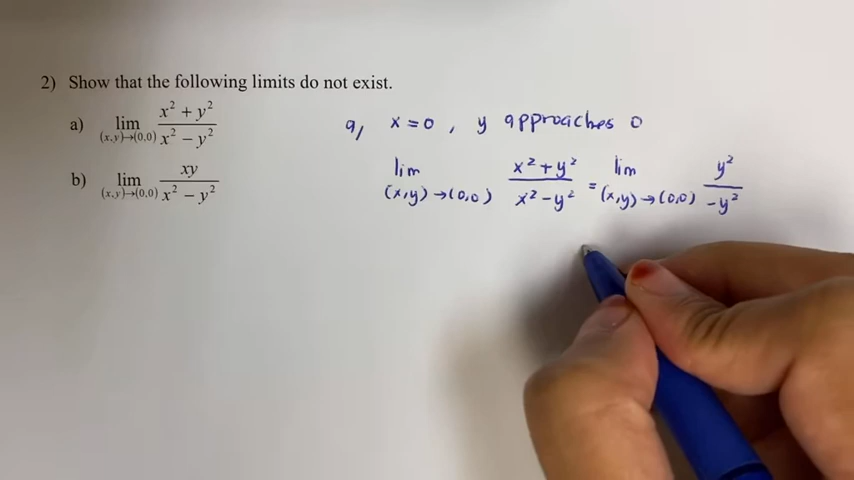 2) Show that the following limits do not exist.
a) lim (x,y)→(0,0) x² + y² / x² − y²
b) lim (x,y)→(0,0) xy / x² − y²
a, x=0, y approaches 0
lim (x,y)→(0,0) x²+y² / x²−y² = lim (x,y)→(0,0) y² / −y²